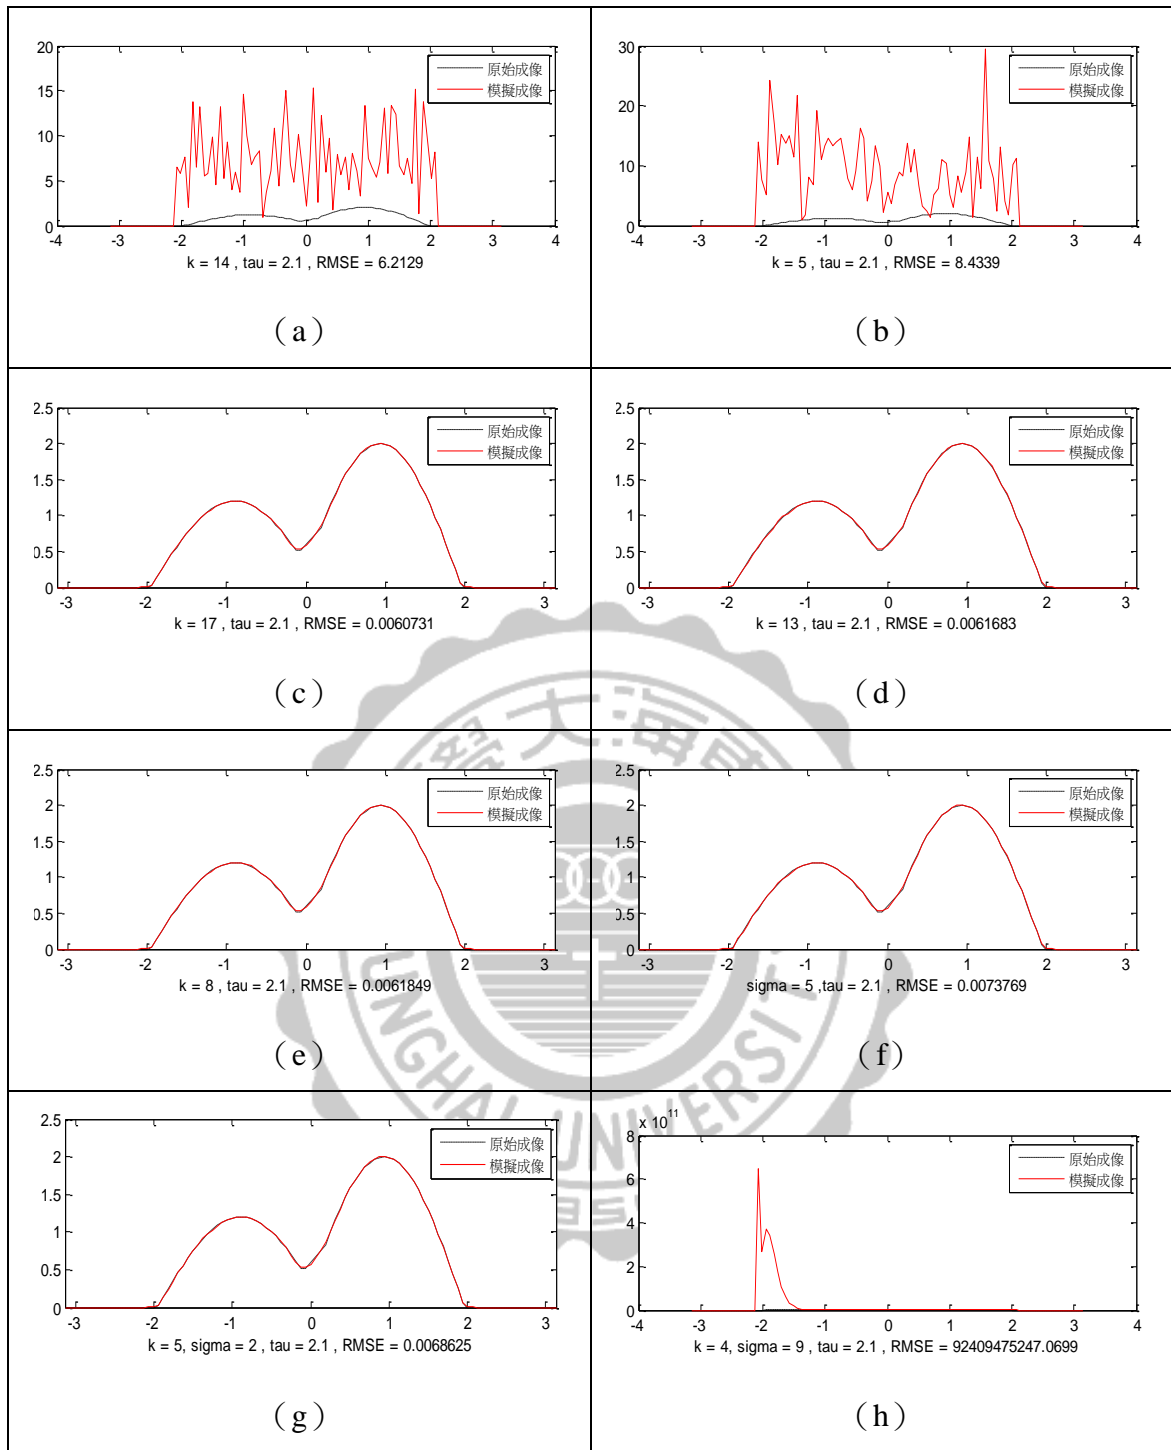 20
15
10
5
0
-4 -3 -2 -1 0 1 2 3 4
原始成像
模擬成像
k = 14 , tau = 2.1 , RMSE = 6.2129
(a)
30
20
10
0
-4 -3 -2 -1 0 1 2 3 4
原始成像
模擬成像
k = 5 , tau = 2.1 , RMSE = 8.4339
(b)
2.5
2
1.5
1
0.5
0
-3 -2 -1 0 1 2 3
原始成像
模擬成像
k = 17 , tau = 2.1 , RMSE = 0.0060731
(c)
2.5
2
1.5
1
0.5
0
-3 -2 -1 0 1 2 3
原始成像
模擬成像
k = 13 , tau = 2.1 , RMSE = 0.0061683
(d)
2.5
2
1.5
1
0.5
0
-3 -2 -1 0 1 2 3
原始成像
模擬成像
k = 8 , tau = 2.1 , RMSE = 0.0061849
(e)
2.5
2
1.5
1
0.5
0
-3 -2 -1 0 1 2 3
原始成像
模擬成像
sigma = 5 ,tau = 2.1 , RMSE = 0.0073769
(f)
2.5
2
1.5
1
0.5
0
-3 -2 -1 0 1 2 3
原始成像
模擬成像
k = 5, sigma = 2 , tau = 2.1 , RMSE = 0.0068625
(g)
x 10^11
8
6
4
2
0
-4 -3 -2 -1 0 1 2 3 4
原始成像
模擬成像
k = 4, sigma = 9 , tau = 2.1 , RMSE = 92409475247.0699
(h)
學大海東
UNGHAI UNIVERSIT